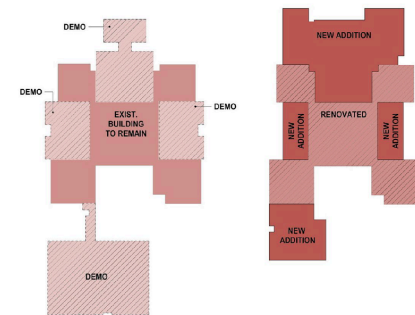 DEMO
DEMO
DEMO
EXIST.
BUILDING
TO REMAIN
DEMO
NEW ADDITION
NEW
ADDITION
RENOVATED
NEW
ADDITION
NEW
ADDITION